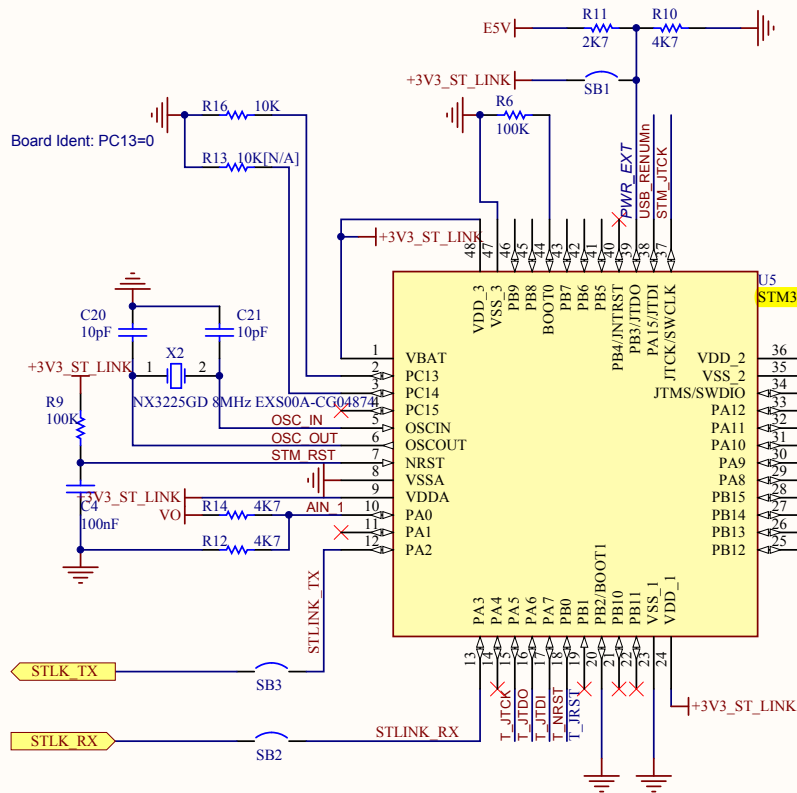 E5V
R11
2K7
R10
4K7
+3V3_ST_LINK
SB1
R16 10K
R6
100K
Board Ident: PC13=0
R13 10K[N/A]
PWR_EXT
USB_RENUMn
STM_JTCK
+3V3_ST_LINK
48 47 46 45 44 43 42 41 40 39 38 37
VDD_3
VSS_3
PB9
PB8
BOOT0
PB7
PB6
PB5
PB4/JNTRST
PB3/JTDO
PA15/JTDI
JTCK/SWCLK
U5
STM3
C20
10pF
C21
10pF
X2
1 2
NX3225GD 8MHz EXS00A-CG04874
+3V3_ST_LINK
R9
100K
OSC_IN
OSC_OUT
STM_RST
C4
100nF
+3V3_ST_LINK
VO
R14 4K7
AIN_1
R12 4K7
1 VBAT
2 PC13
3 PC14
4 PC15
5 OSCIN
6 OSCOUT
7 NRST
8 VSSA
9 VDDA
10 PA0
11 PA1
12 PA2
VDD_2 36
VSS_2 35
JTMS/SWDIO 34
PA12 33
PA11 32
PA10 31
PA9 30
PA8 29
PB15 28
PB14 27
PB13 26
PB12 25
PA3
PA4
PA5
PA6
PA7
PB0
PB1
PB2/BOOT1
PB10
PB11
VSS_1
VDD_1
13 14 15 16 17 18 19 20 21 22 23 24
STLINK_TX
STLK_TX
SB3
T_JTCK
T_JTDO
T_JTDI
T_NRST
T_JRST
+3V3_ST_LINK
STLK_RX
SB2
STLINK_RX